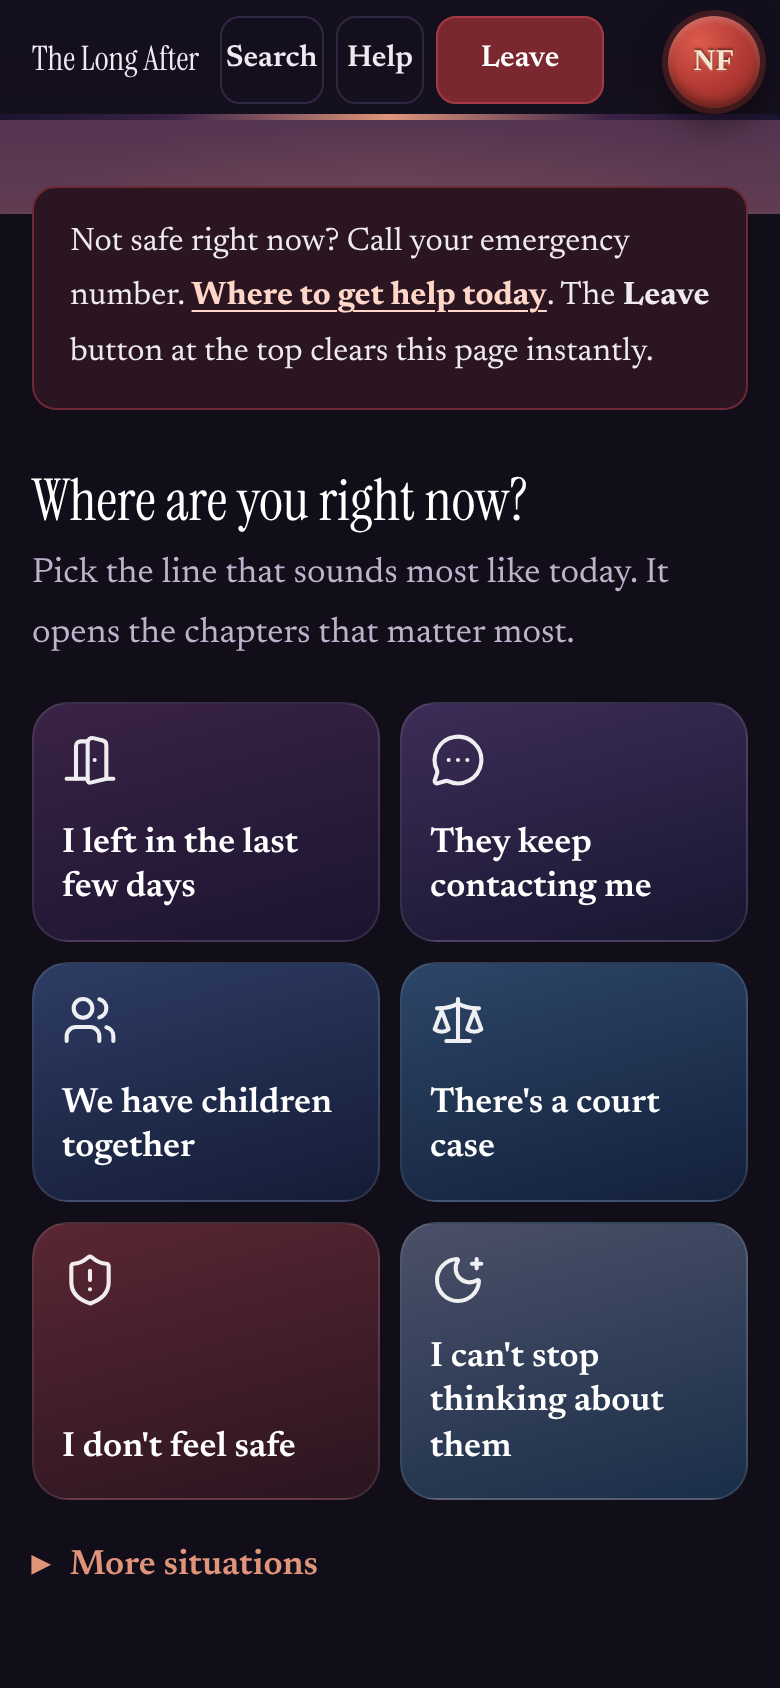 The Long After
Search
Help
Leave
NF
Not safe right now? Call your emergency
number. Where to get help today. The Leave
button at the top clears this page instantly.
Where are you right now?
Pick the line that sounds most like today. It
opens the chapters that matter most.
I left in the last
few days
They keep
contacting me
We have children
together
There's a court
case
I don't feel safe
I can't stop
thinking about
them
More situations